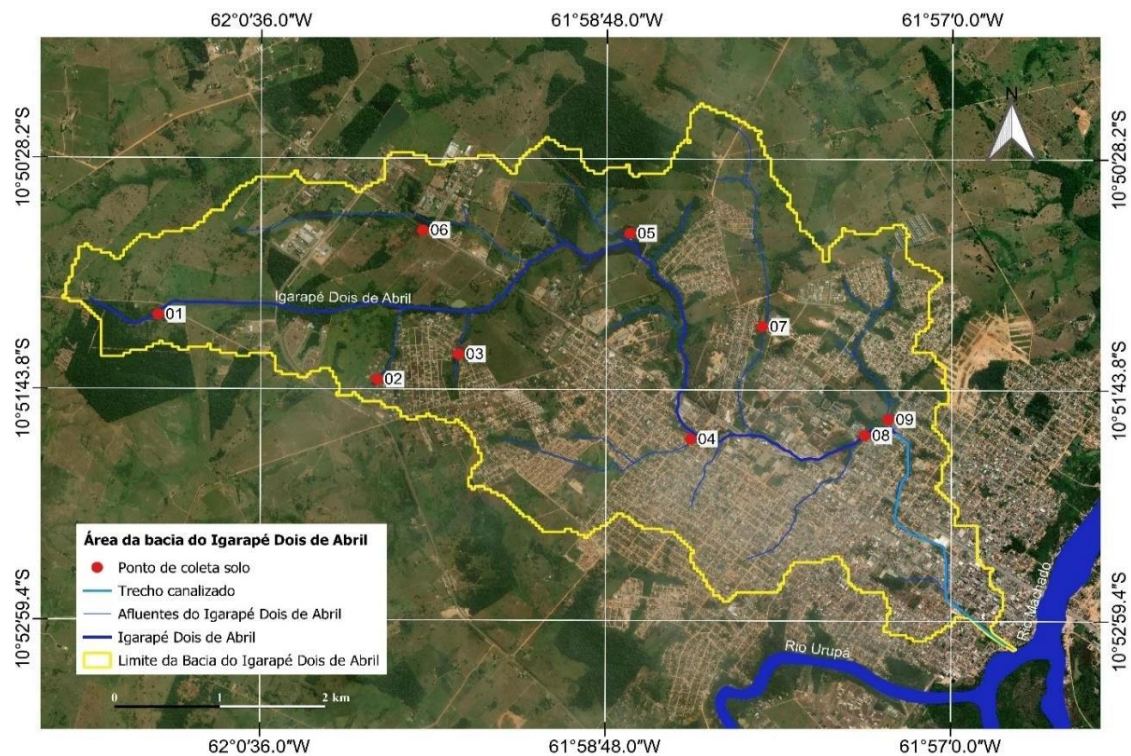 62°0'36.0"W 61°58'48.0"W 61°57'0.0"W
N
10°50'28.2"S 10°50'28.2"S
06 05
Igarapé Dois de Abril
01 07
03
02
10°51'43.8"S 10°51'43.8"S
09
04 08
Área da bacia do Igarapé Dois de Abril
Ponto de coleta solo
Trecho canalizado
Afluentes do Igarapé Dois de Abril
Igarapé Dois de Abril
Limite da Bacia do Igarapé Dois de Abril
0 1 2 km
Rio Machado
10°52'59.4"S 10°52'59.4"S
Rio Urupá
62°0'36.0"W 61°58'48.0"W 61°57'0.0"W